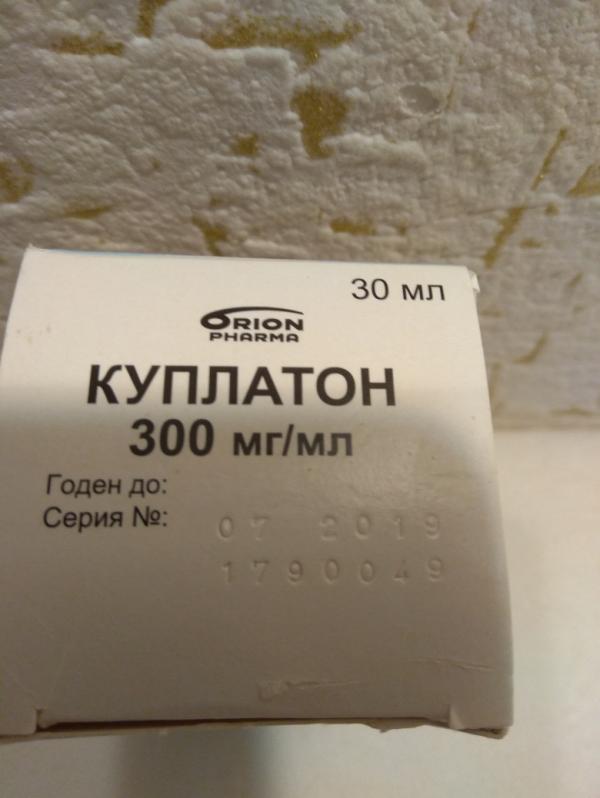 30 мл
ORION
PHARMA
КУПЛАТОН
300 мг/мл
Годен до:
Серия №:
07 2019
1790049